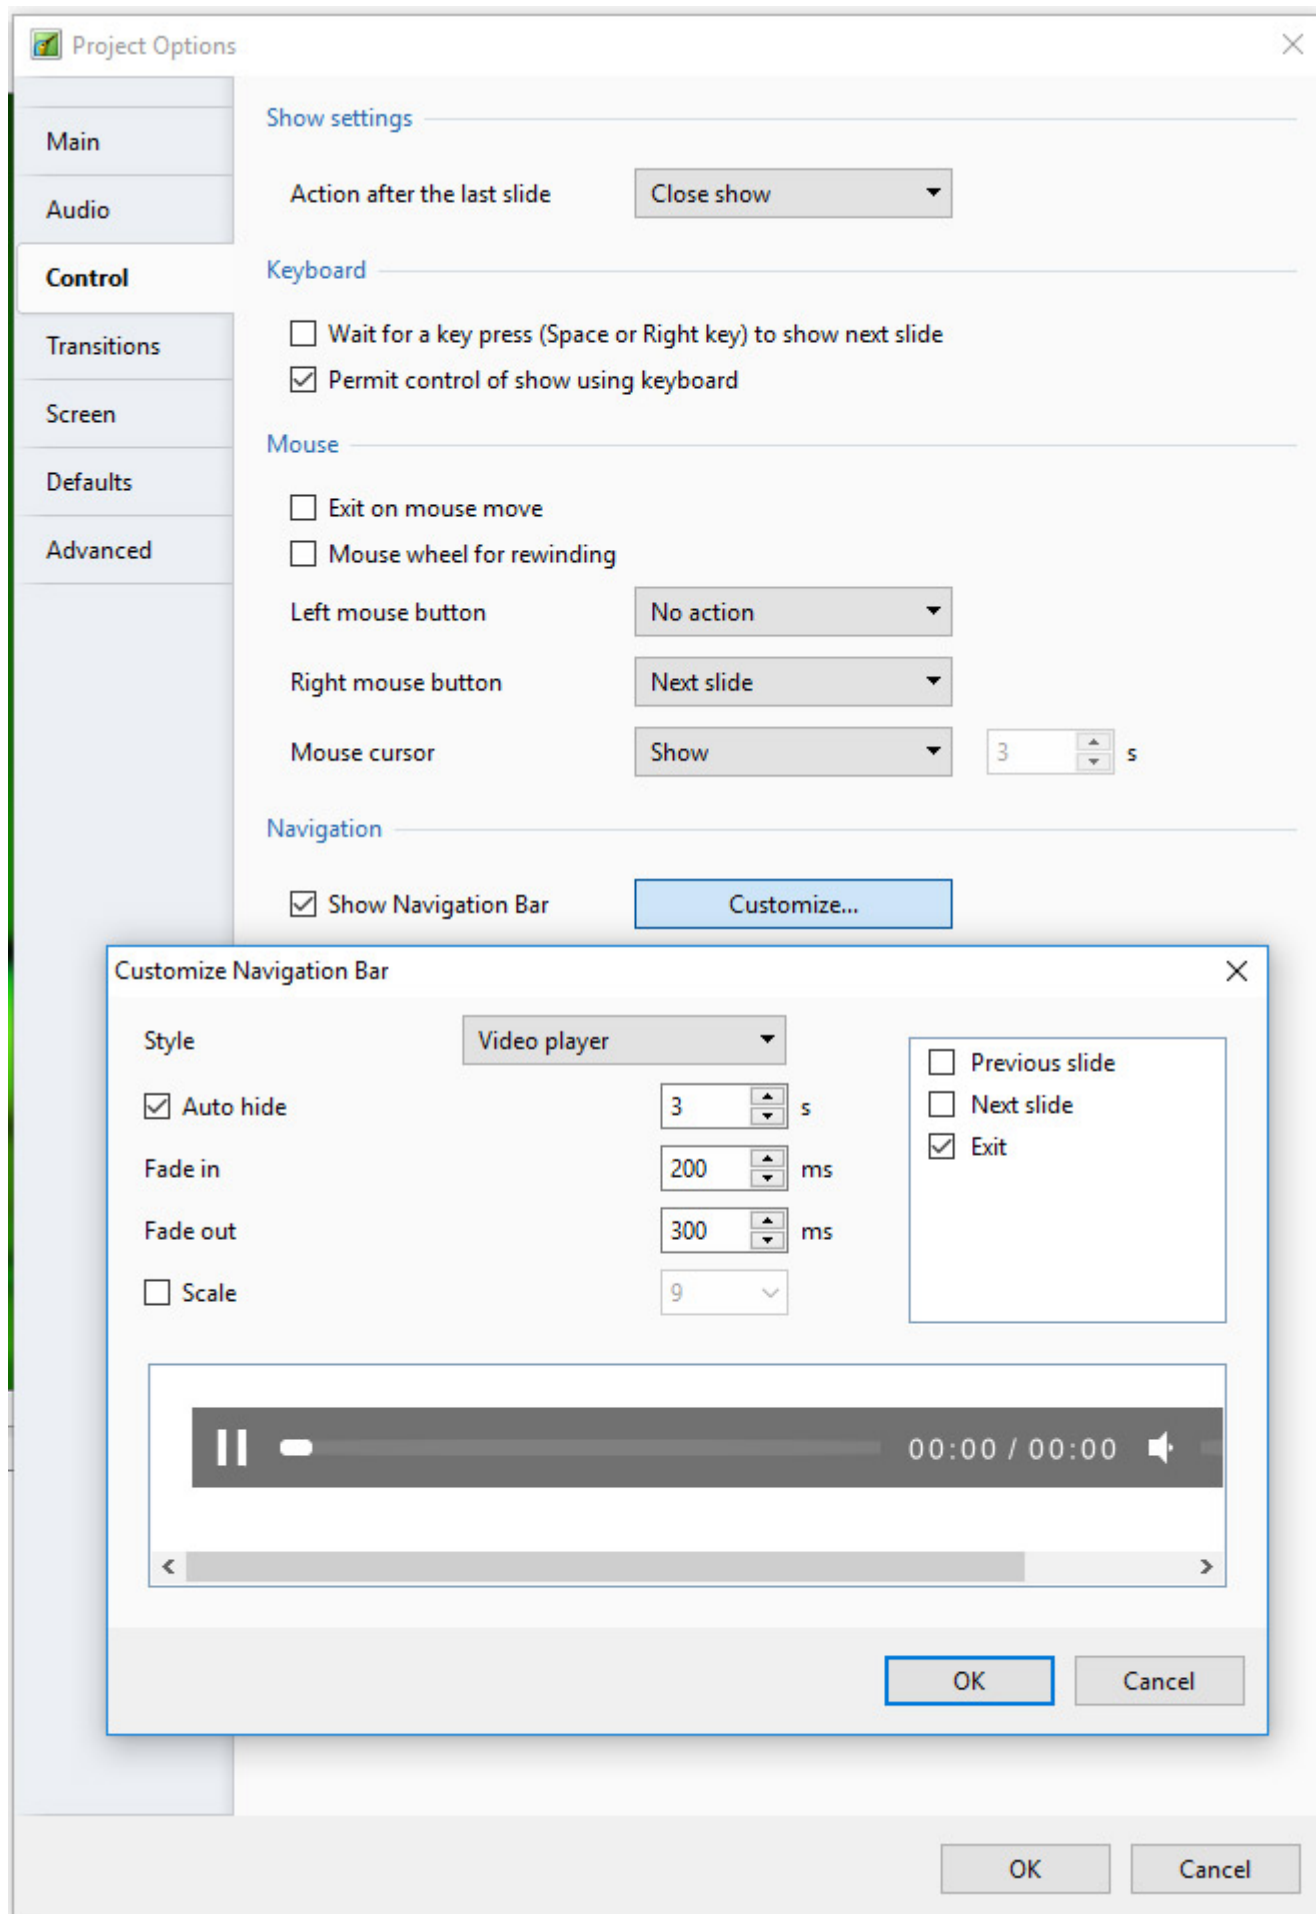 Project Options
Main
Audio
Control
Transitions
Screen
Defaults
Advanced
Show settings
Action after the last slide Close show
Keyboard
Wait for a key press (Space or Right key) to show next slide
Permit control of show using keyboard
Mouse
Exit on mouse move
Mouse wheel for rewinding
Left mouse button No action
Right mouse button Next slide
Mouse cursor Show 3 s
Navigation
Show Navigation Bar Customize...
Customize Navigation Bar
Style Video player
Auto hide 3 s
Fade in 200 ms
Fade out 300 ms
Scale 9
Previous slide
Next slide
Exit
00:00 / 00:00
OK Cancel
OK Cancel